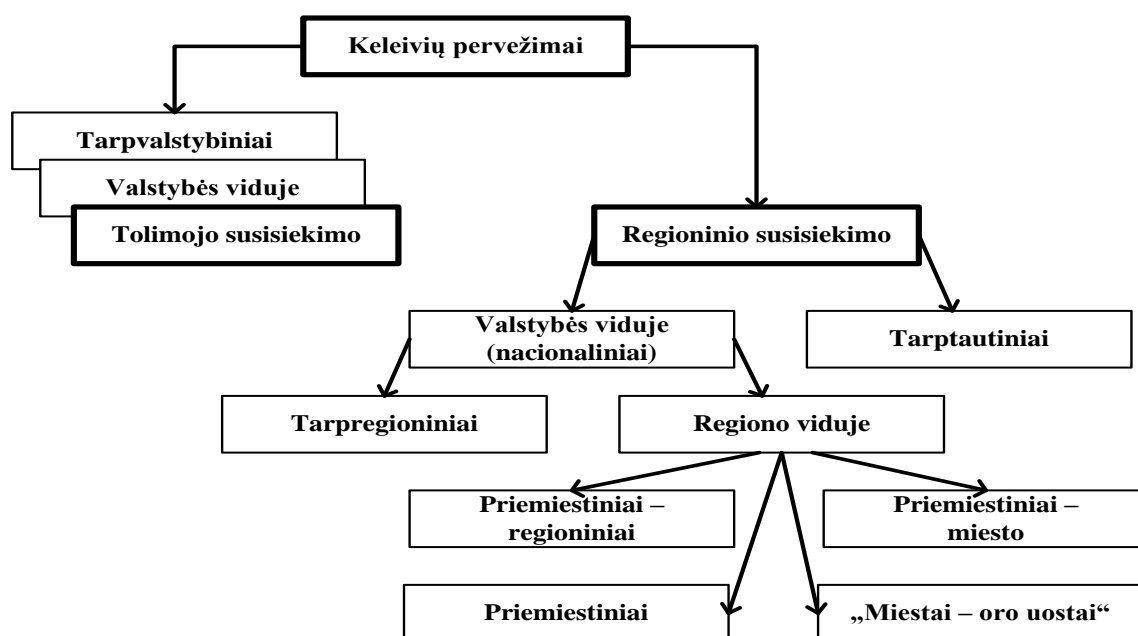 Keleivių pervežimai
Tarpvalstybiniai
Valstybės viduje
Tolimojo susisiekimo
Regioninio susisiekimo
Valstybės viduje
(nacionaliniai)
Tarptautiniai
Tarpregioniniai
Regiono viduje
Priemiestiniai –
regioniniai
Priemiestiniai –
miesto
Priemiestiniai
„Miestai – oro uostai“